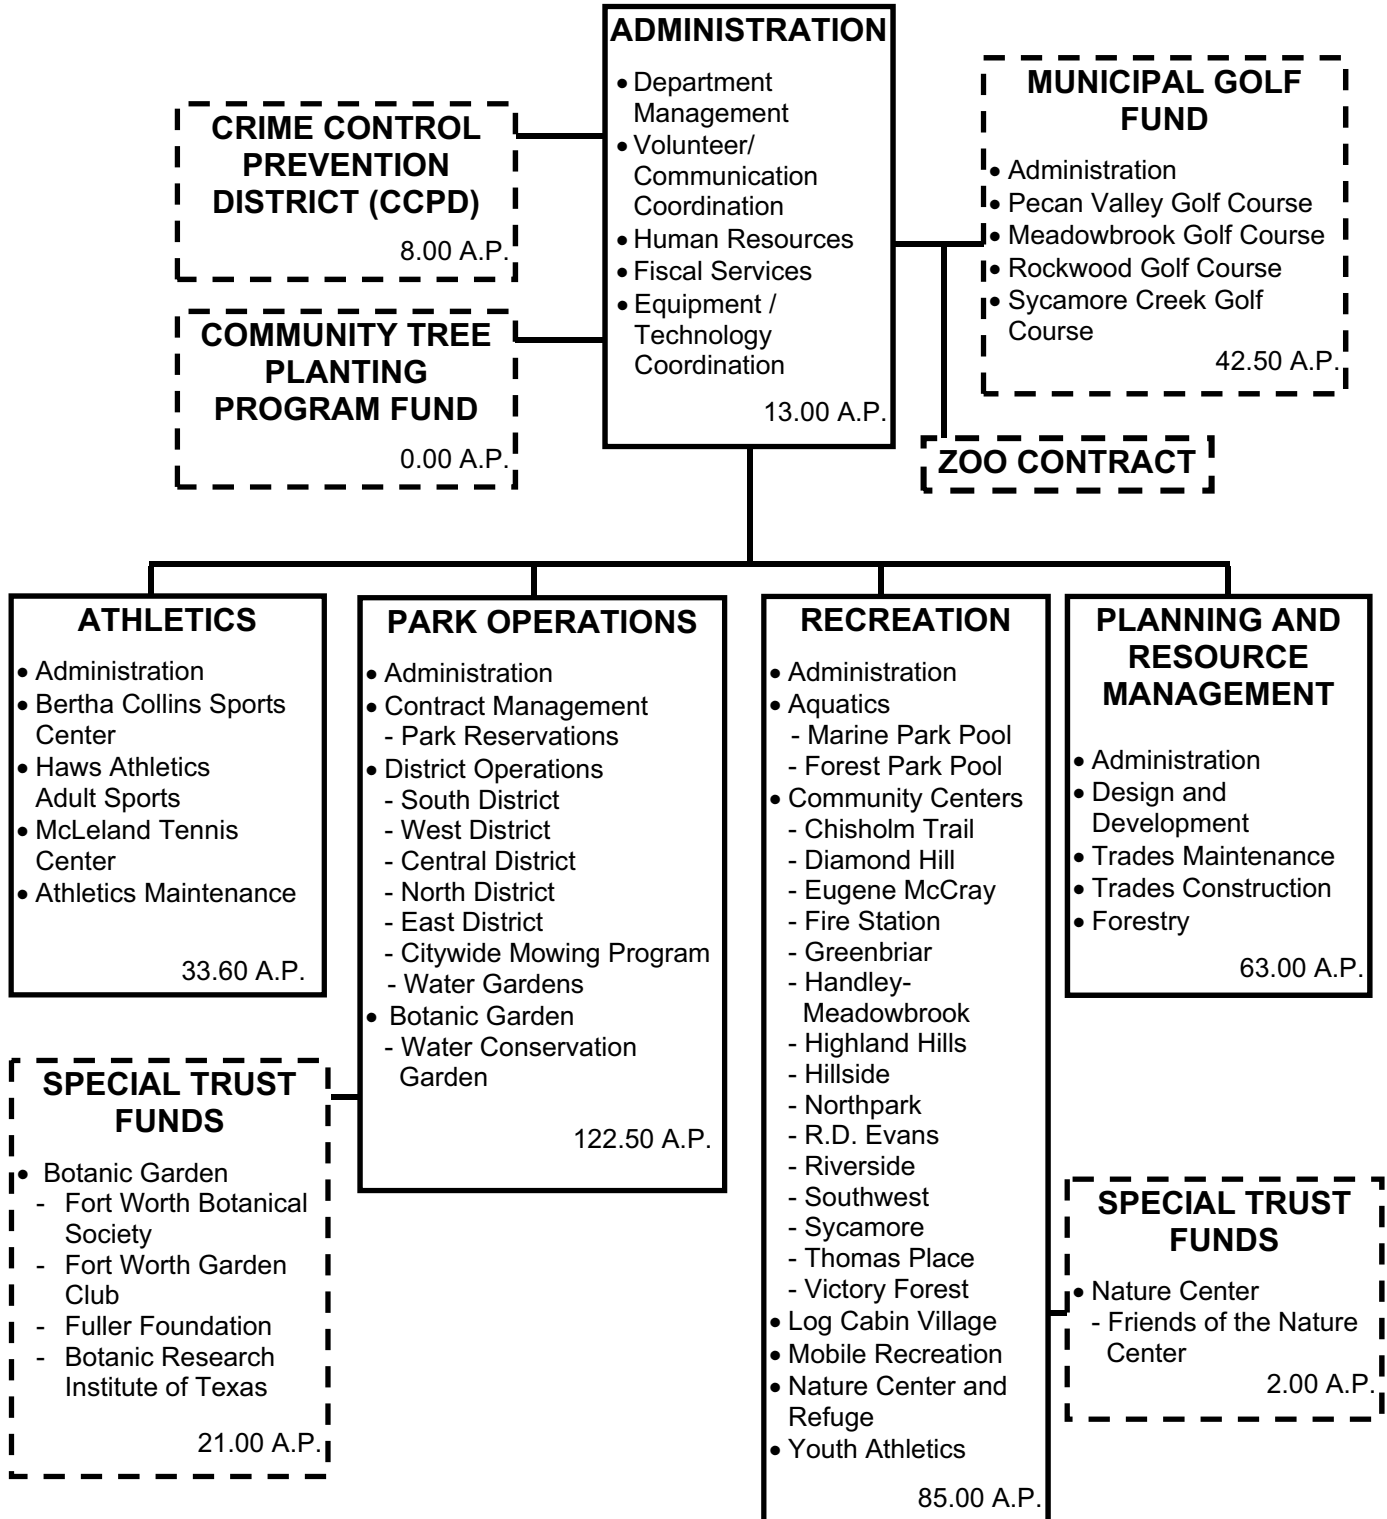 ADMINISTRATION
• Department
Management
• Volunteer/
Communication
Coordination
• Human Resources
• Fiscal Services
• Equipment /
Technology
Coordination
13.00 A.P.
CRIME CONTROL
PREVENTION
DISTRICT (CCPD)
8.00 A.P.
COMMUNITY TREE
PLANTING
PROGRAM FUND
0.00 A.P.
MUNICIPAL GOLF
FUND
• Administration
• Pecan Valley Golf Course
• Meadowbrook Golf Course
• Rockwood Golf Course
• Sycamore Creek Golf
Course
42.50 A.P.
ZOO CONTRACT
ATHLETICS
• Administration
• Bertha Collins Sports
Center
• Haws Athletics
Adult Sports
• McLeland Tennis
Center
• Athletics Maintenance
33.60 A.P.
PARK OPERATIONS
• Administration
• Contract Management
- Park Reservations
• District Operations
- South District
- West District
- Central District
- North District
- East District
- Citywide Mowing Program
- Water Gardens
• Botanic Garden
- Water Conservation
Garden
122.50 A.P.
RECREATION
• Administration
• Aquatics
- Marine Park Pool
- Forest Park Pool
• Community Centers
- Chisholm Trail
- Diamond Hill
- Eugene McCray
- Fire Station
- Greenbriar
- Handley-
Meadowbrook
- Highland Hills
- Hillside
- Northpark
- R.D. Evans
- Riverside
- Southwest
- Sycamore
- Thomas Place
- Victory Forest
• Log Cabin Village
• Mobile Recreation
• Nature Center and
Refuge
• Youth Athletics
85.00 A.P.
PLANNING AND
RESOURCE
MANAGEMENT
• Administration
• Design and
Development
• Trades Maintenance
• Trades Construction
• Forestry
63.00 A.P.
SPECIAL TRUST
FUNDS
• Botanic Garden
- Fort Worth Botanical
Society
- Fort Worth Garden
Club
- Fuller Foundation
- Botanic Research
Institute of Texas
21.00 A.P.
SPECIAL TRUST
FUNDS
• Nature Center
- Friends of the Nature
Center
2.00 A.P.